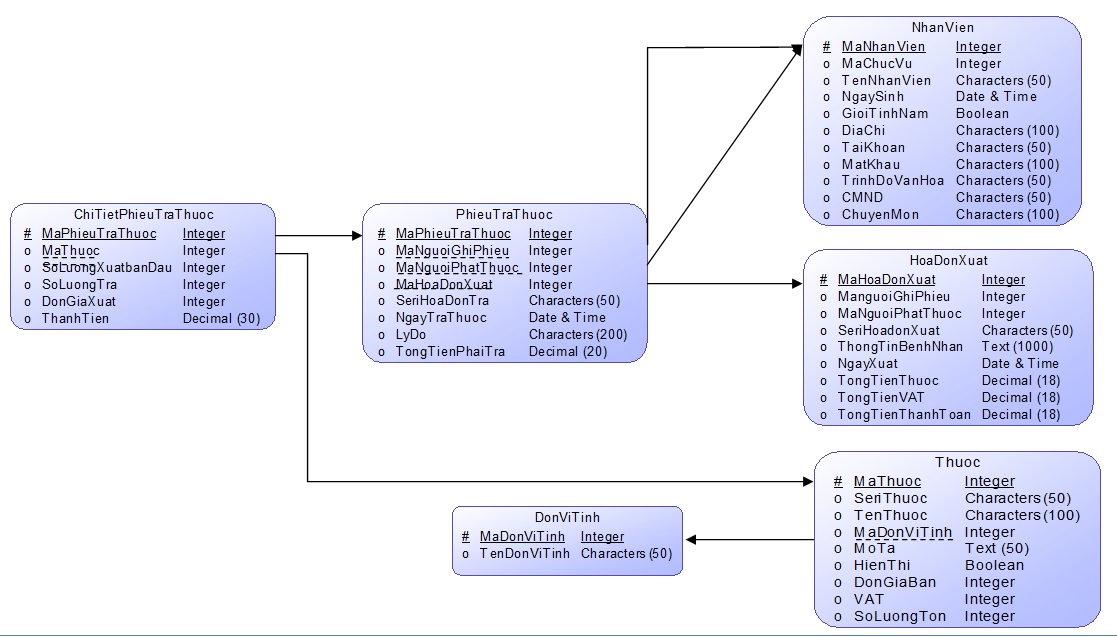 NhanVien
# MaNhanVien Integer
o MaChucVu Integer
o TenNhanVien Characters (50)
o NgaySinh Date & Time
o GioiTinhNam Boolean
o DiaChi Characters (100)
o TaiKhoan Characters (50)
o MatKhau Characters (100)
o TrinhDoVanHoa Characters (50)
o CMND Characters (50)
o ChuyenMon Characters (100)
ChiTietPhieuTraThuoc
# MaPhieuTraThuoc Integer
o MaThuoc Integer
o SoLuongXuatbanDau Integer
o SoLuongTra Integer
o DonGiaXuat Integer
o ThanhTien Decimal (30)
PhieuTraThuoc
# MaPhieuTraThuoc Integer
o MaNguoiGhiPhieu Integer
o MaNguoiPhatThuoc Integer
o MaHoaDonXuat Integer
o SeriHoaDonTra Characters (50)
o NgayTraThuoc Date & Time
o LyDo Characters (200)
o TongTienPhaiTra Decimal (20)
HoaDonXuat
# MaHoaDonXuat Integer
o ManguoiGhiPhieu Integer
o MaNguoiPhatThuoc Integer
o SeriHoadonXuat Characters (50)
o ThongTinBenhNhan Text (1000)
o NgayXuat Date & Time
o TongTienThuoc Decimal (18)
o TongTienVAT Decimal (18)
o TongTienThanhToan Decimal (18)
Thuoc
# MaThuoc Integer
o SeriThuoc Characters (50)
o TenThuoc Characters (100)
o MaDonViTinh Integer
o MoTa Text (50)
o HienThi Boolean
o DonGiaBan Integer
o VAT Integer
o SoLuongTon Integer
DonViTinh
# MaDonViTinh Integer
o TenDonViTinh Characters (50)